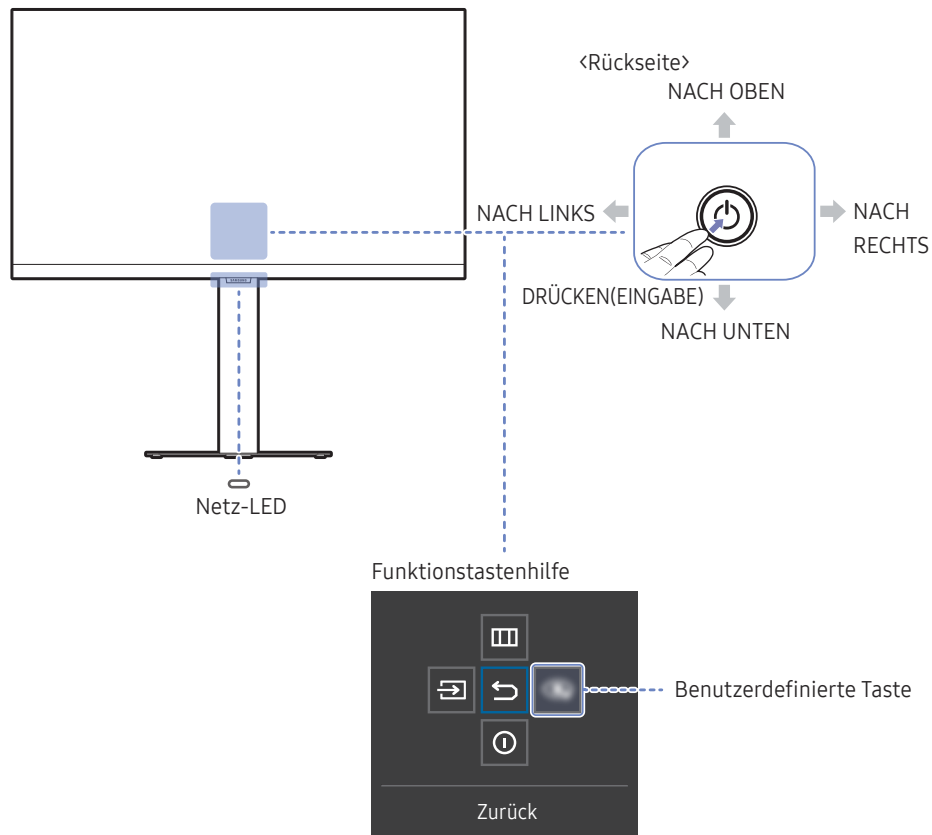 <Rückseite>
NACH OBEN
NACH LINKS
NACH
RECHTS
DRÜCKEN(EINGABE)
NACH UNTEN
Netz-LED
Funktionstastenhilfe
Benutzerdefinierte Taste
Zurück